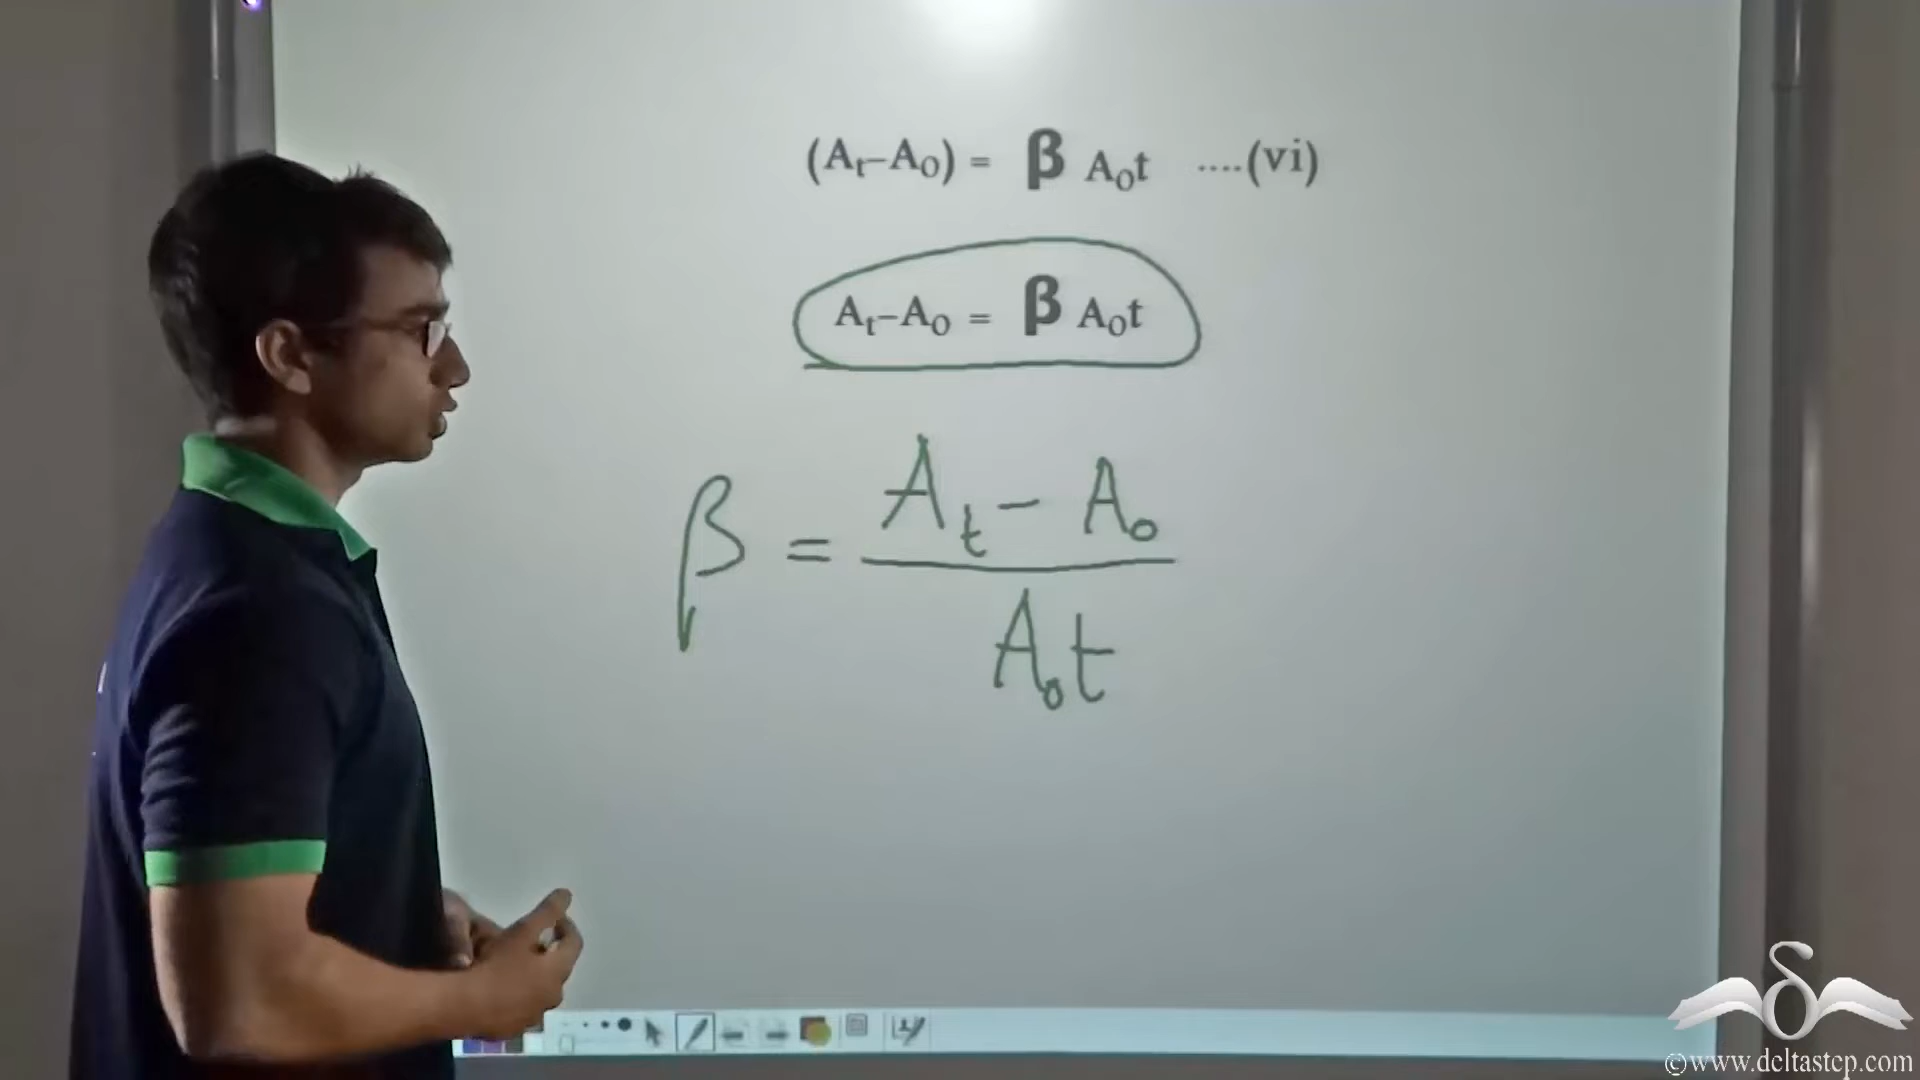 (Aₜ–A₀) = β A₀t ....(vi)
Aₜ–A₀ = β A₀t
β = (Aₜ – A₀) / (A₀t)
©www.deltastep.com